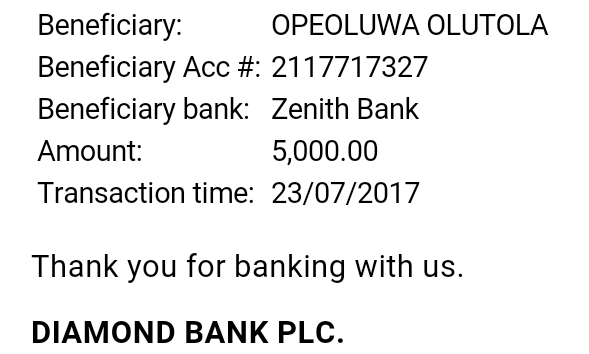 Beneficiary: OPEOLUWA OLUTOLA
Beneficiary Acc #: 2117717327
Beneficiary bank: Zenith Bank
Amount: 5,000.00
Transaction time: 23/07/2017
Thank you for banking with us.
DIAMOND BANK PLC.